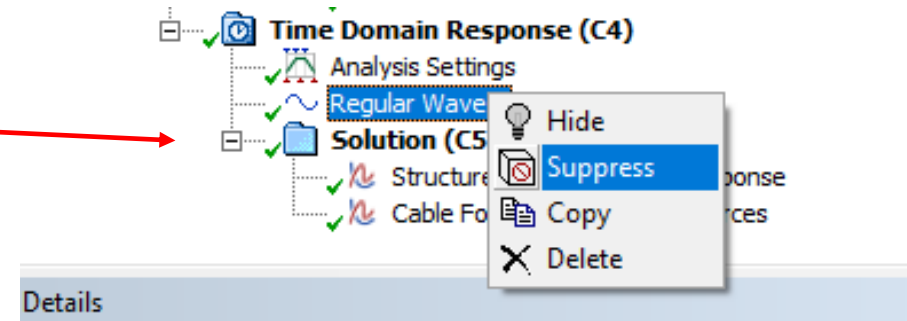 Time Domain Response (C4)
Analysis Settings
Regular Wave
Hide
Solution (C5
Suppress
Structure
ponse
Copy
Cable Fo
rces
Delete
Details